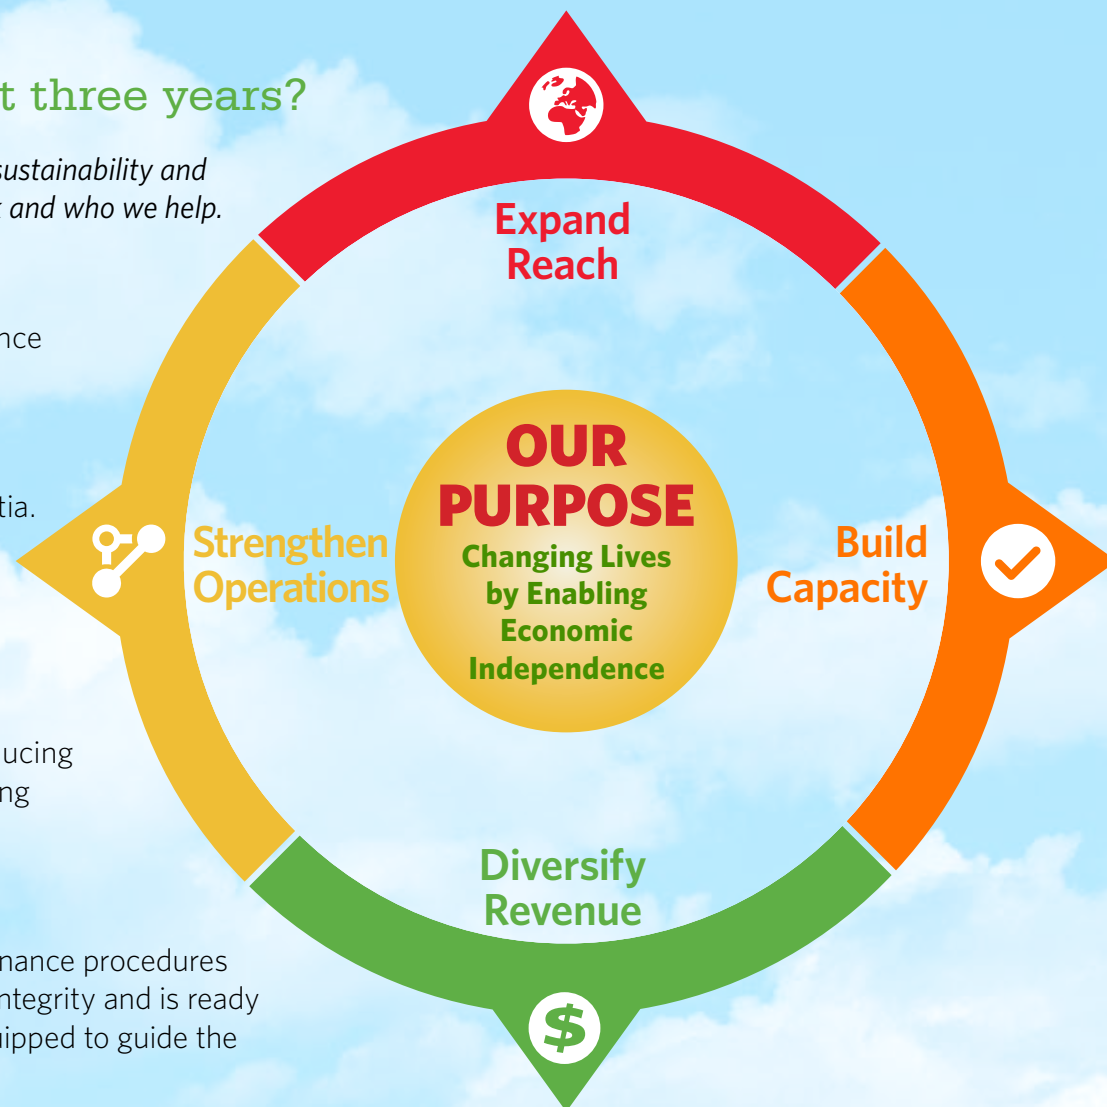 t three years?
sustainability and
and who we help.
nce
tia.
ucing
ng
nance procedures
ntegrity and is ready
uipped to guide the
Expand
Reach
Strengthen
Operations
OUR
PURPOSE
Changing Lives
by Enabling
Economic
Independence
Build
Capacity
Diversify
Revenue
$